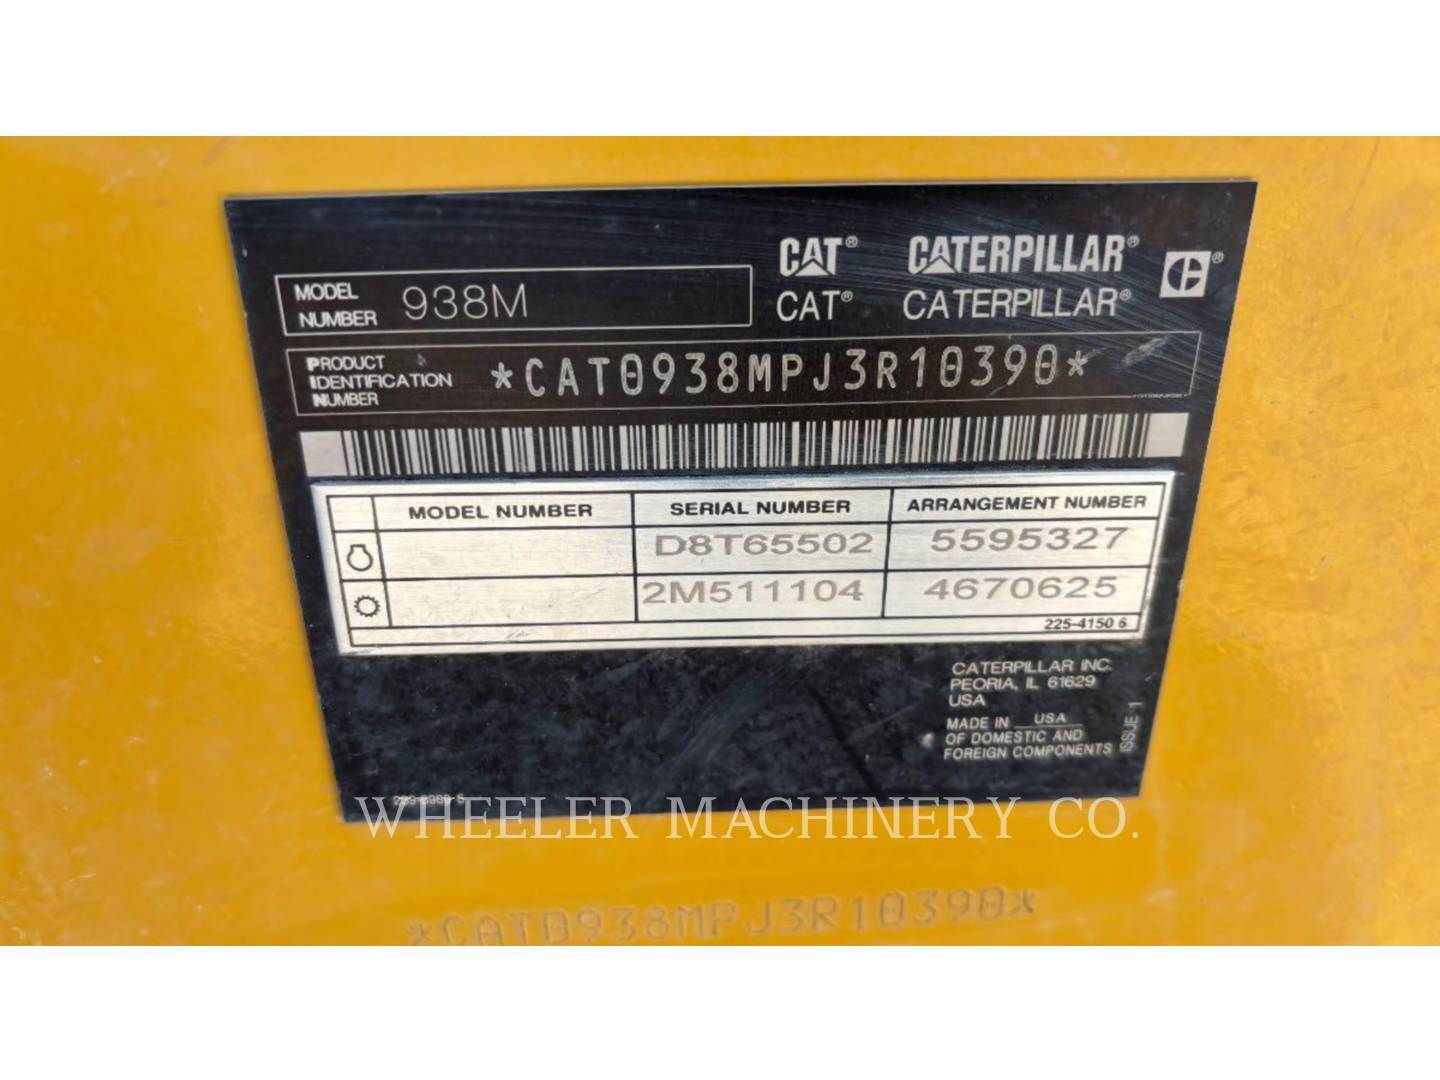 CAT® CATERPILLAR®
MODEL NUMBER 938M
CAT® CATERPILLAR®
PRODUCT IDENTIFICATION NUMBER *CAT0938MPJ3R10390*
MODEL NUMBER SERIAL NUMBER ARRANGEMENT NUMBER
D8T65502 5595327
2M511104 4670625
225-4150 6
CATERPILLAR INC.
PEORIA, IL 61629
USA
MADE IN USA
OF DOMESTIC AND
FOREIGN COMPONENTS
ISSUE 1
WHEELER MACHINERY CO.
*CAT0938MPJ3R10390*